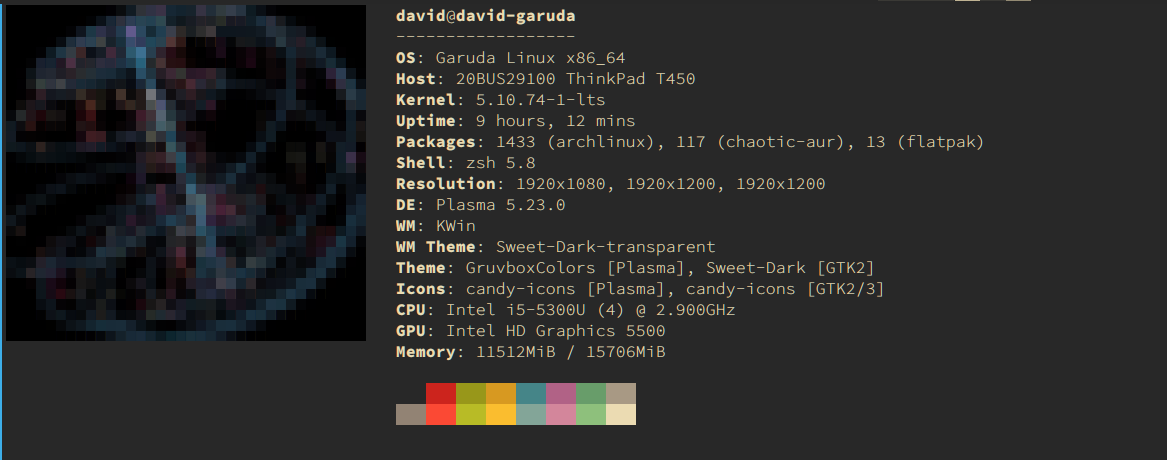 david@david-garuda
------------------
OS: Garuda Linux x86_64
Host: 20BUS29100 ThinkPad T450
Kernel: 5.10.74-1-lts
Uptime: 9 hours, 12 mins
Packages: 1433 (archlinux), 117 (chaotic-aur), 13 (flatpak)
Shell: zsh 5.8
Resolution: 1920x1080, 1920x1200, 1920x1200
DE: Plasma 5.23.0
WM: KWin
WM Theme: Sweet-Dark-transparent
Theme: GruvboxColors [Plasma], Sweet-Dark [GTK2]
Icons: candy-icons [Plasma], candy-icons [GTK2/3]
CPU: Intel i5-5300U (4) @ 2.900GHz
GPU: Intel HD Graphics 5500
Memory: 11512MiB / 15706MiB